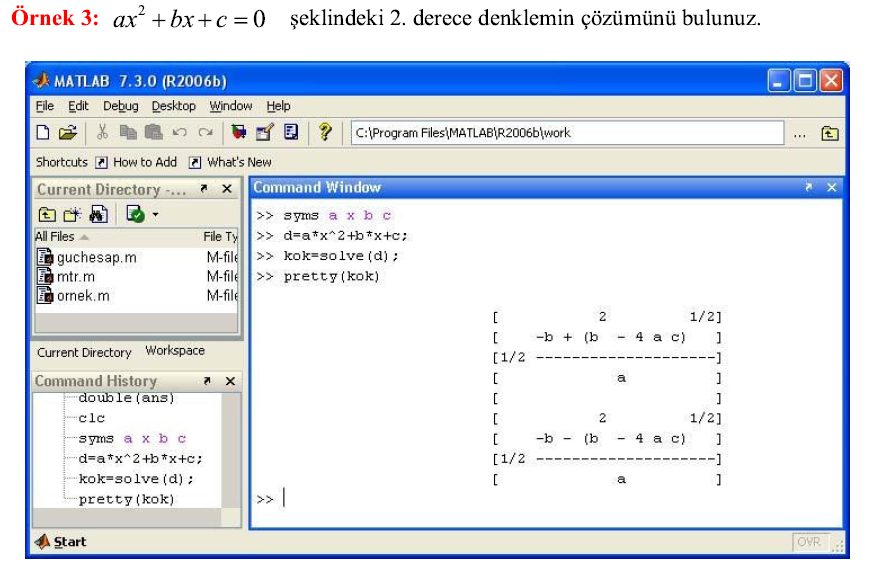 Örnek 3: ax² + bx + c = 0 şeklindeki 2. derece denklemin çözümünü bulunuz.
MATLAB 7.3.0 (R2006b)
File Edit Debug Desktop Window Help
C:\Program Files\MATLAB\R2006b\work ...
Shortcuts How to Add What's New
Current Directory -...
All Files File Ty
guchesap.m M-file
mtr.m M-file
ornek.m M-file
Current Directory Workspace
Command History
double(ans)
clc
syms a x b c
d=a*x^2+b*x+c;
kok=solve(d);
pretty(kok)
Command Window
>> syms a x b c
>> d=a*x^2+b*x+c;
>> kok=solve(d);
>> pretty(kok)
[ 2 1/2]
[ -b + (b - 4 a c) ]
[1/2 --------------------]
[ a ]
[ ]
[ 2 1/2]
[ -b - (b - 4 a c) ]
[1/2 --------------------]
[ a ]
>>
Start
OVR